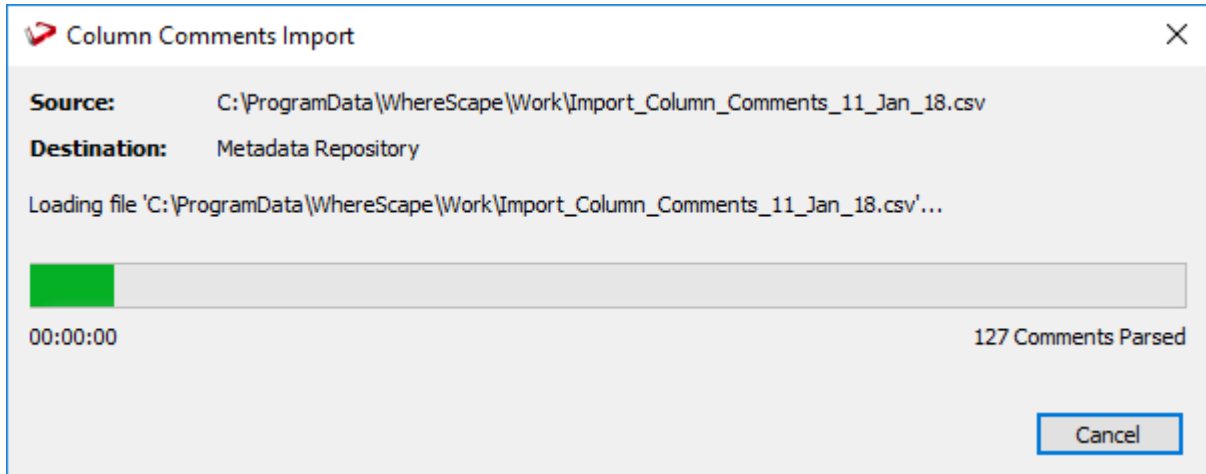 Column Comments Import
Source: C:\ProgramData\WhereScape\Work\Import_Column_Comments_11_Jan_18.csv
Destination: Metadata Repository
Loading file 'C:\ProgramData\WhereScape\Work\Import_Column_Comments_11_Jan_18.csv'...
00:00:00 127 Comments Parsed
Cancel